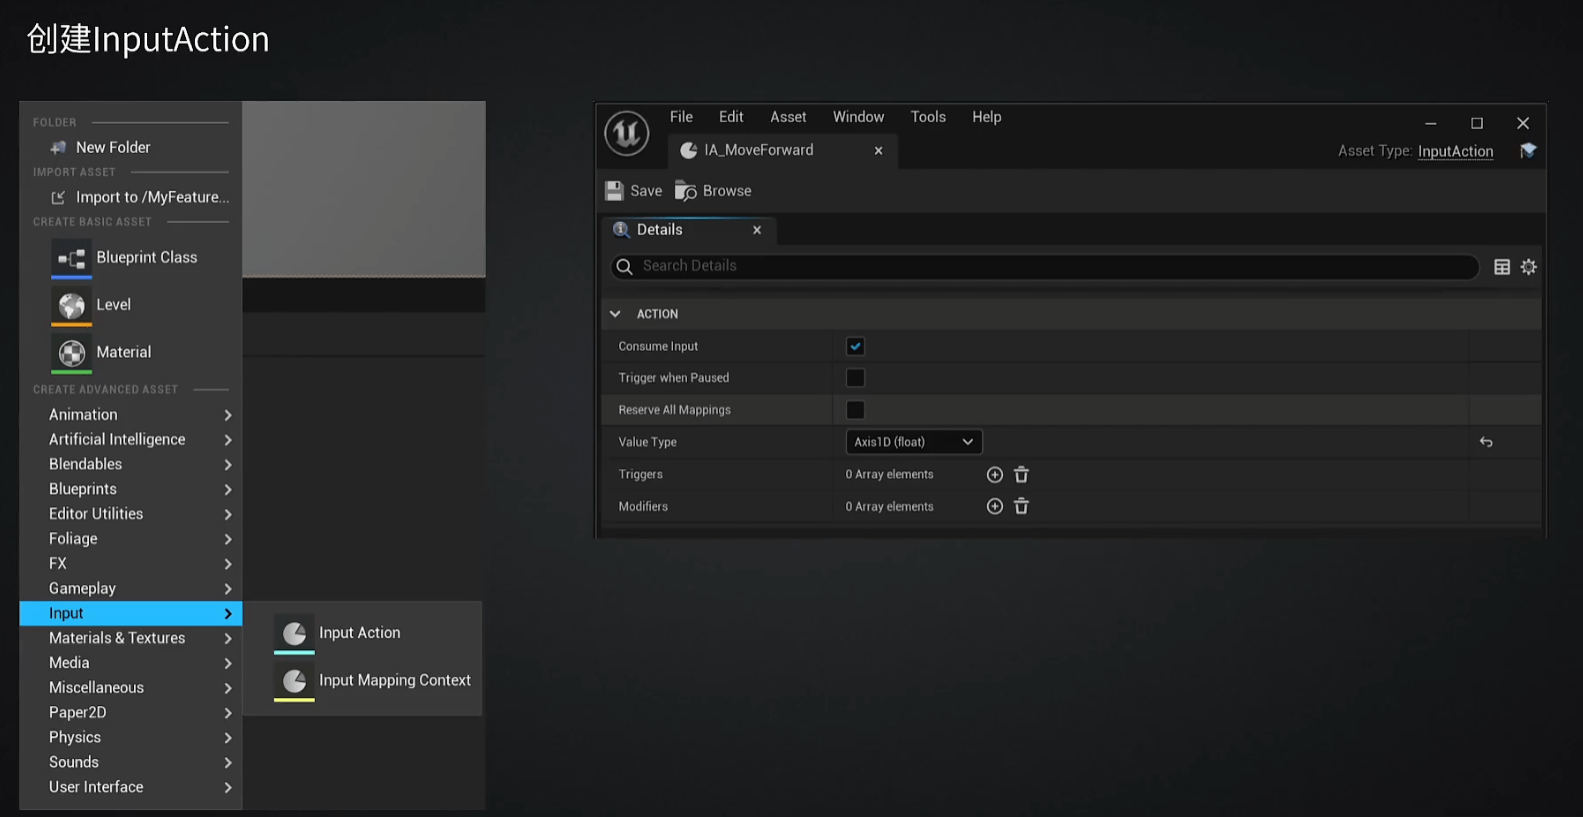 创建InputAction
FOLDER
New Folder
IMPORT ASSET
Import to /MyFeature...
CREATE BASIC ASSET
Blueprint Class
Level
Material
CREATE ADVANCED ASSET
Animation
Artificial Intelligence
Blendables
Blueprints
Editor Utilities
Foliage
FX
Gameplay
Input
Materials & Textures
Media
Miscellaneous
Paper2D
Physics
Sounds
User Interface
Input Action
Input Mapping Context
File Edit Asset Window Tools Help
IA_MoveForward
Asset Type: InputAction
Save Browse
Details
Search Details
ACTION
Consume Input
Trigger when Paused
Reserve All Mappings
Value Type Axis1D (float)
Triggers 0 Array elements
Modifiers 0 Array elements